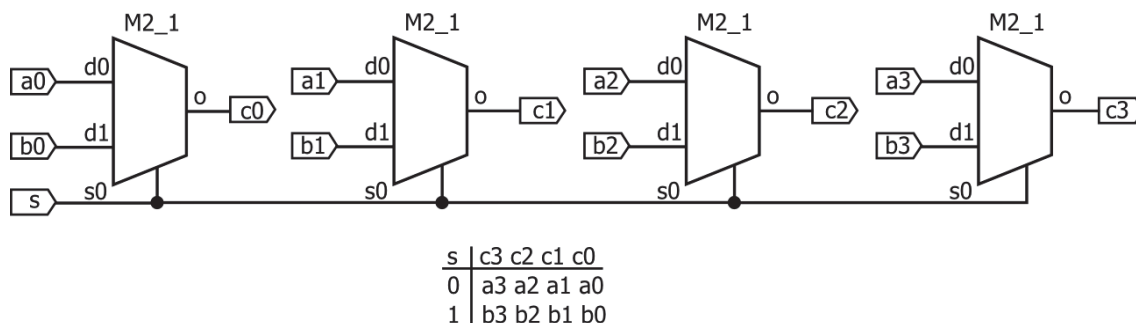 M2_1 M2_1 M2_1 M2_1
a0 d0 a1 d0 a2 d0 a3 d0
o c0 o c1 o c2 o c3
b0 d1 b1 d1 b2 d1 b3 d1
s s0 s0 s0 s0
s c3 c2 c1 c0
0 a3 a2 a1 a0
1 b3 b2 b1 b0